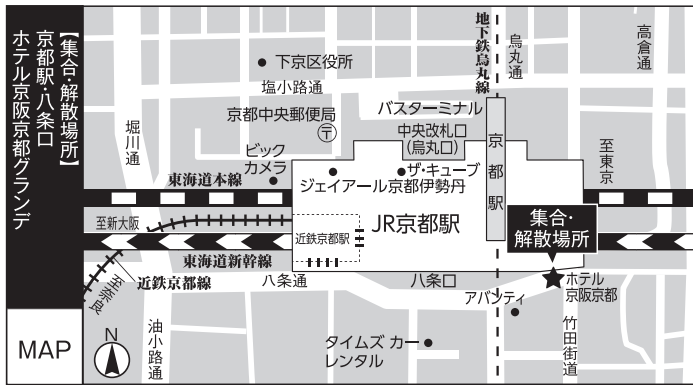 【集合・解散場所】
京都駅・八条口
ホテル京阪京都グランデ
MAP
N
下京区役所
塩小路通
京都中央郵便局
〒
ビック
カメラ
堀川通
地下鉄烏丸線
烏丸通
高倉通
バスターミナル
中央改札口
(烏丸口)
京都駅
至東京
ザ・キューブ
ジェイアール京都伊勢丹
東海道本線
至新大阪
近鉄京都駅
JR京都駅
集合・
解散場所
東海道新幹線
近鉄京都線
至奈良
八条通
八条口
ホテル
京阪京都
アバンティ
油小路通
タイムズ カー
レンタル
竹田街道